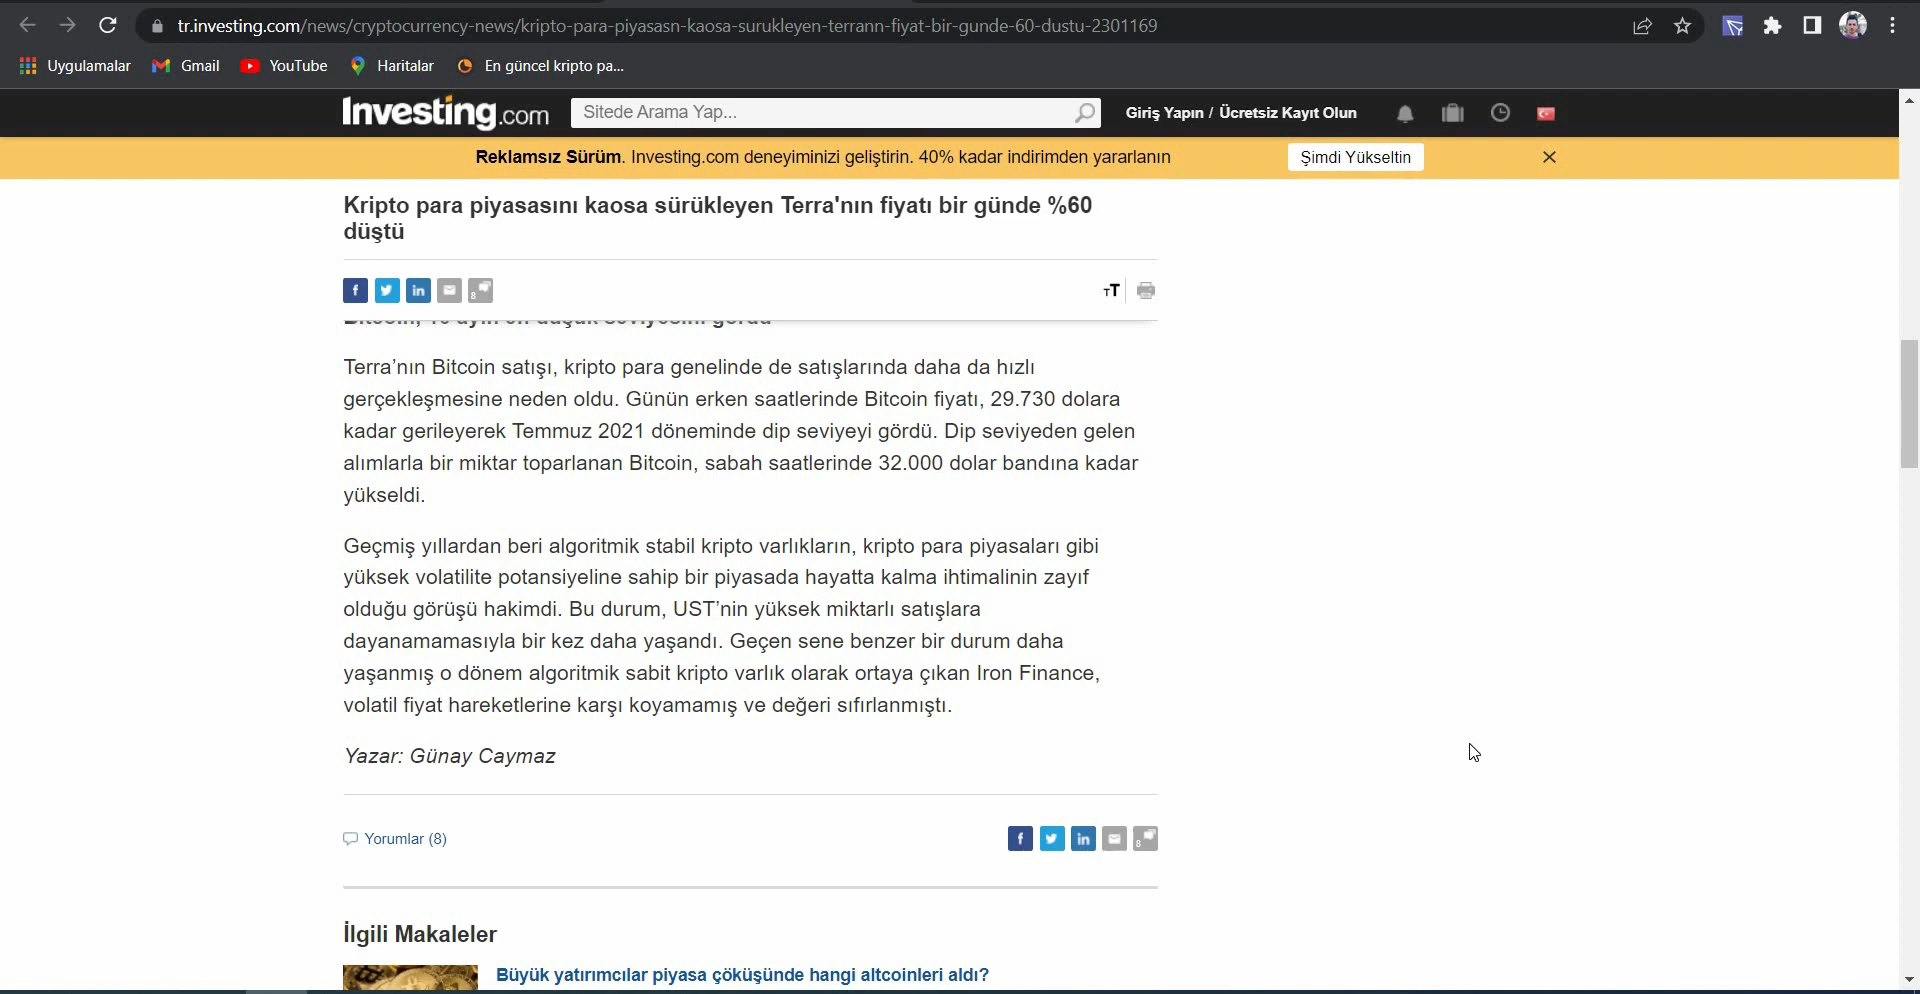 tr.investing.com/news/cryptocurrency-news/kripto-para-piyasasn-kaosa-surukleyen-terrann-fiyat-bir-gunde-60-dustu-2301169
Uygulamalar Gmail YouTube Haritalar En güncel kripto pa...
Investing.com Sitede Arama Yap... Giriş Yapın / Ücretsiz Kayıt Olun
Reklamsız Sürüm. Investing.com deneyiminizi geliştirin. 40% kadar indirimden yararlanın Şimdi Yükseltin
Kripto para piyasasını kaosa sürükleyen Terra'nın fiyatı bir günde %60
düştü
8
Terra’nın Bitcoin satışı, kripto para genelinde de satışlarında daha da hızlı
gerçekleşmesine neden oldu. Günün erken saatlerinde Bitcoin fiyatı, 29.730 dolara
kadar gerileyerek Temmuz 2021 döneminde dip seviyeyi gördü. Dip seviyeden gelen
alımlarla bir miktar toparlanan Bitcoin, sabah saatlerinde 32.000 dolar bandına kadar
yükseldi.
Geçmiş yıllardan beri algoritmik stabil kripto varlıkların, kripto para piyasaları gibi
yüksek volatilite potansiyeline sahip bir piyasada hayatta kalma ihtimalinin zayıf
olduğu görüşü hakimdi. Bu durum, UST’nin yüksek miktarlı satışlara
dayanamamasıyla bir kez daha yaşandı. Geçen sene benzer bir durum daha
yaşanmış o dönem algoritmik sabit kripto varlık olarak ortaya çıkan Iron Finance,
volatil fiyat hareketlerine karşı koyamamış ve değeri sıfırlanmıştı.
Yazar: Günay Caymaz
Yorumlar (8) 8
İlgili Makaleler
Büyük yatırımcılar piyasa çöküşünde hangi altcoinleri aldı?